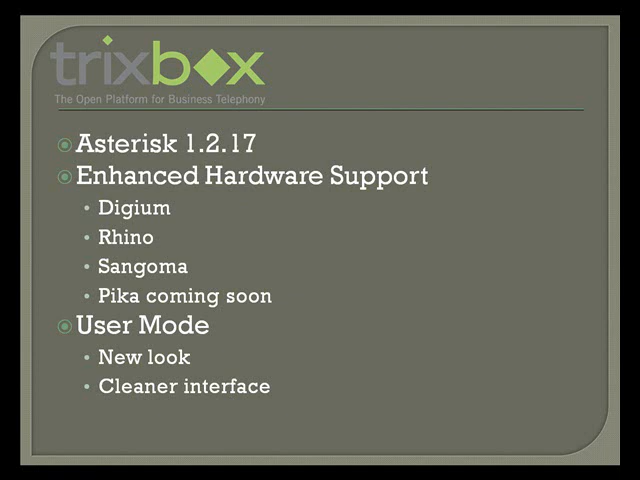 trixbox
The Open Platform for Business Telephony
Asterisk 1.2.17
Enhanced Hardware Support
Digium
Rhino
Sangoma
Pika coming soon
User Mode
New look
Cleaner interface